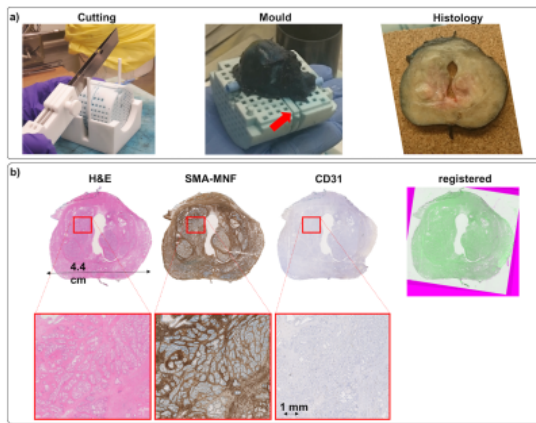 a)
Cutting
Mould
Histology
b)
H&E
SMA-MNF
CD31
registered
4.4
cm
1 mm